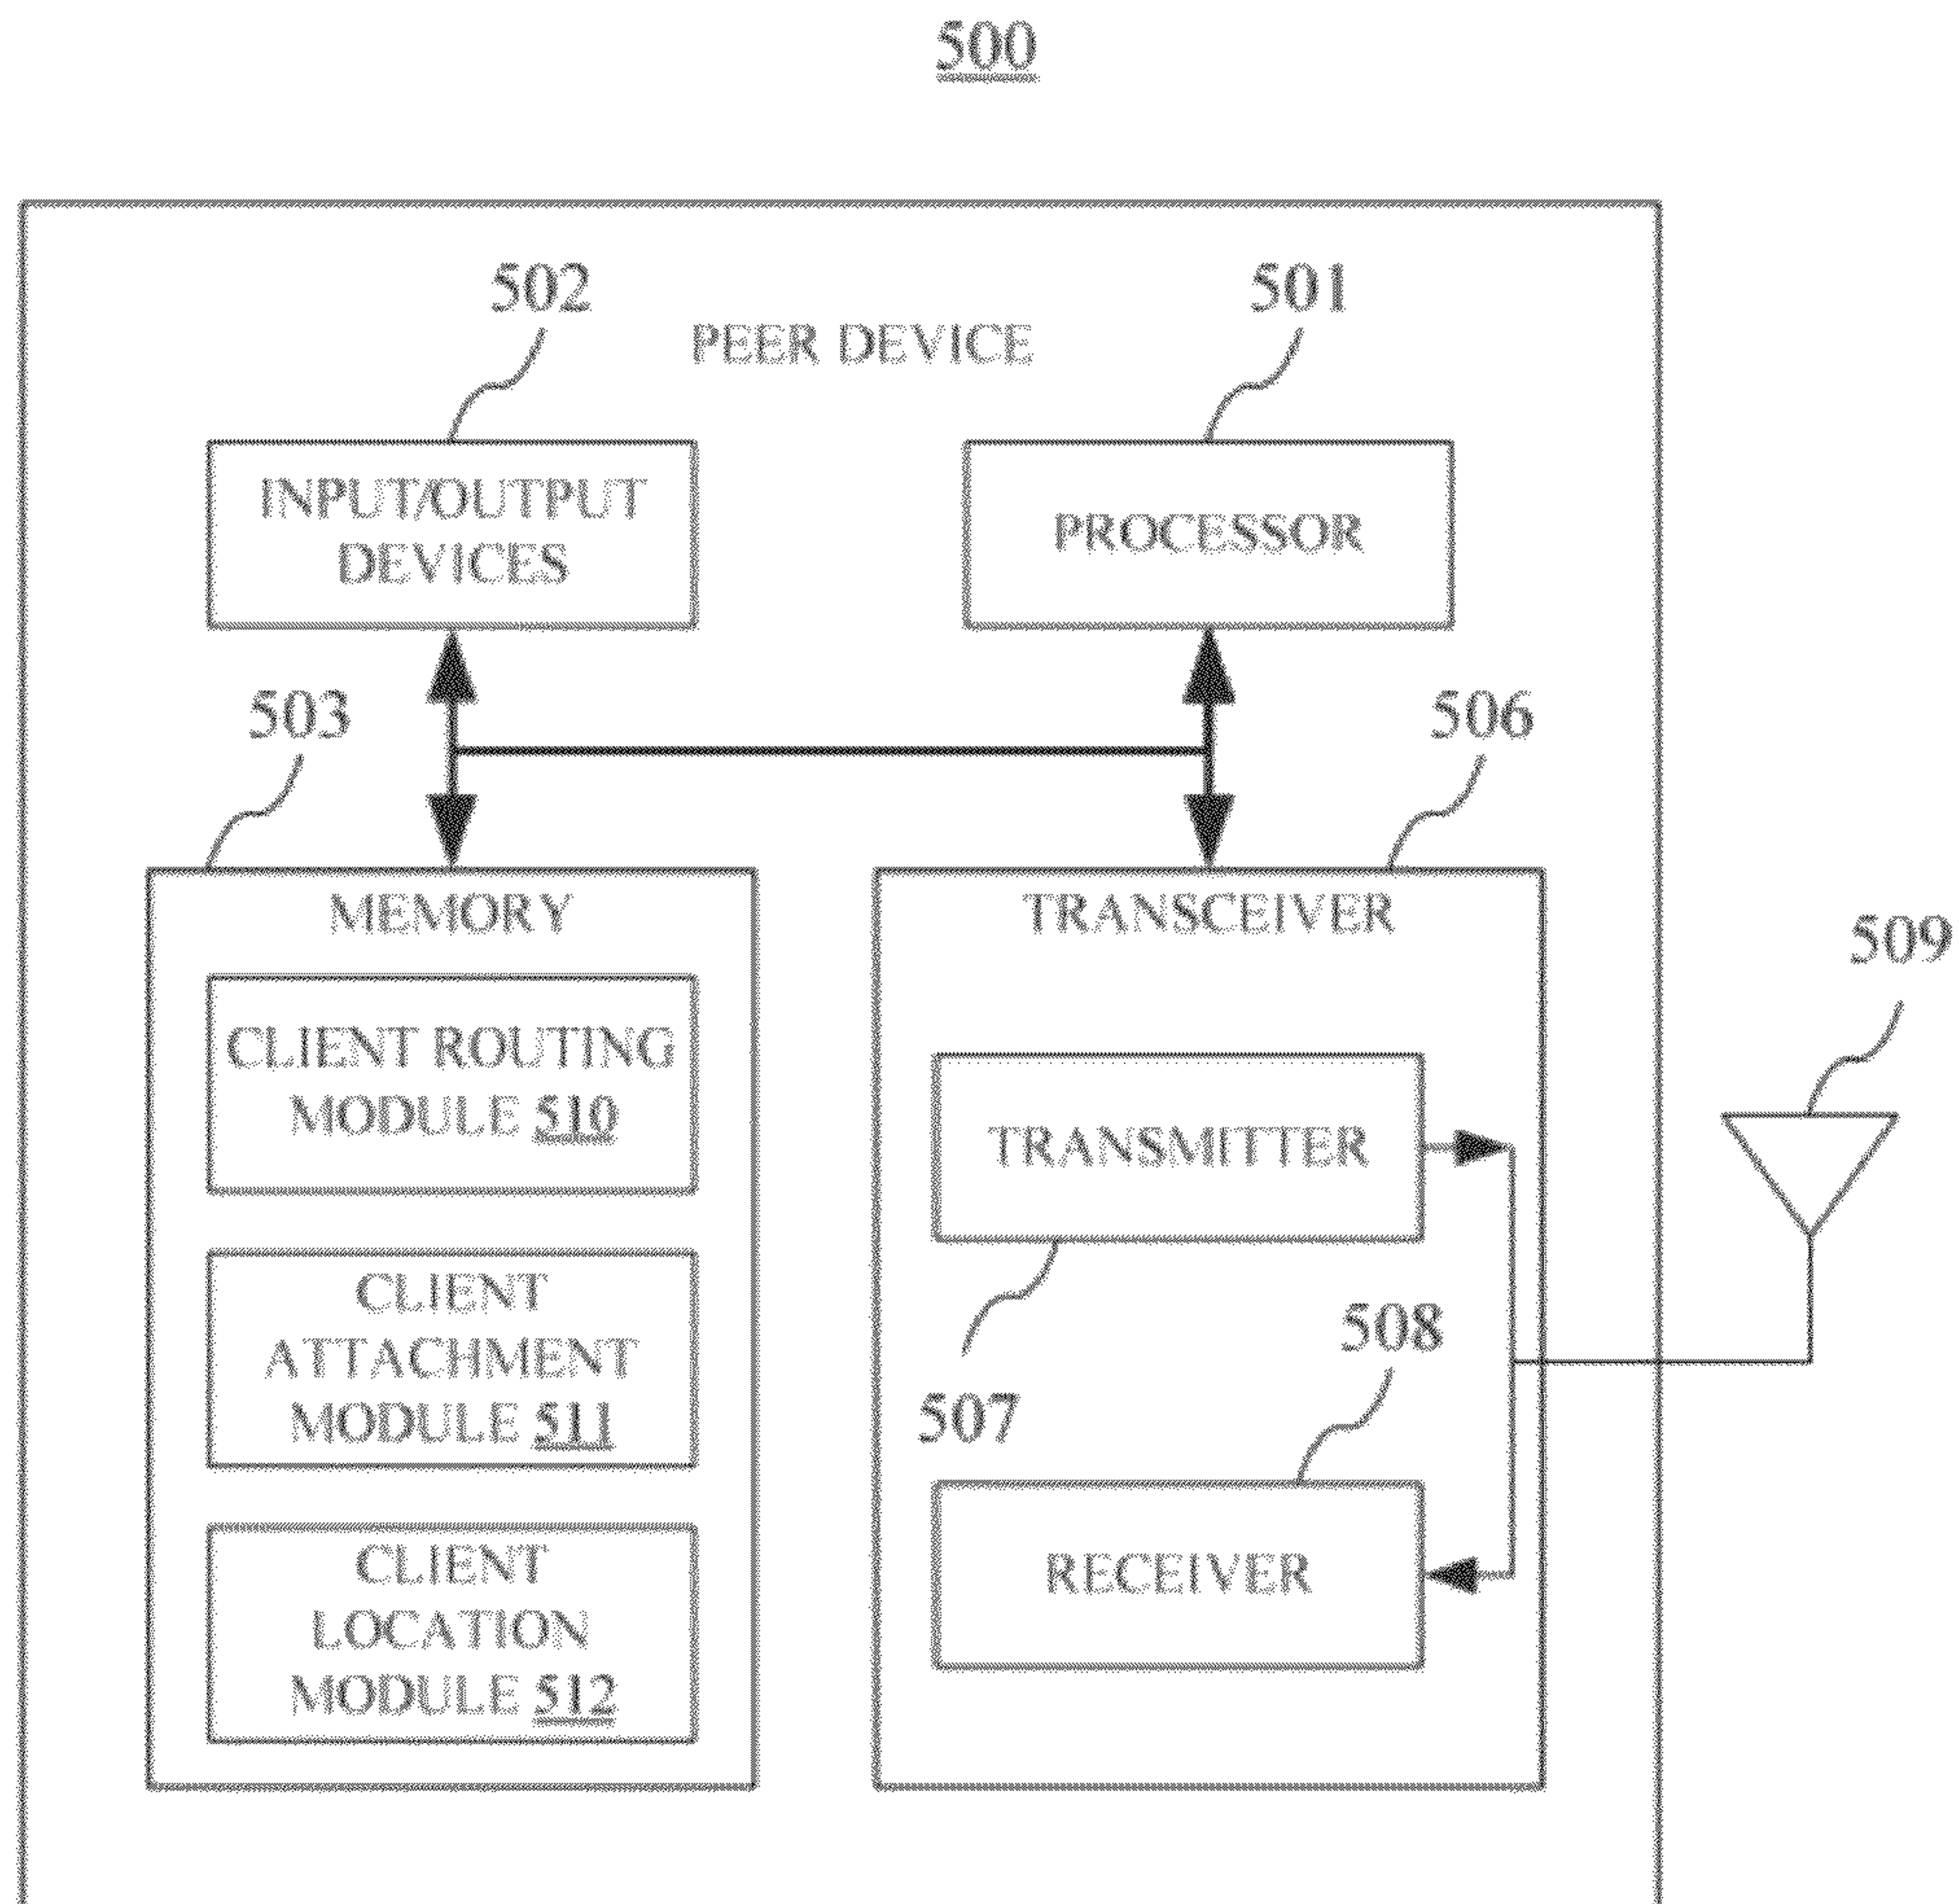 500
502
501
PEER DEVICE
INPUT/OUTPUT
DEVICES
PROCESSOR
503
506
MEMORY
TRANSCEIVER
509
CLIENT ROUTING
MODULE 510
TRANSMITTER
CLIENT
ATTACHMENT
MODULE 511
507
508
CLIENT
LOCATION
MODULE 512
RECEIVER